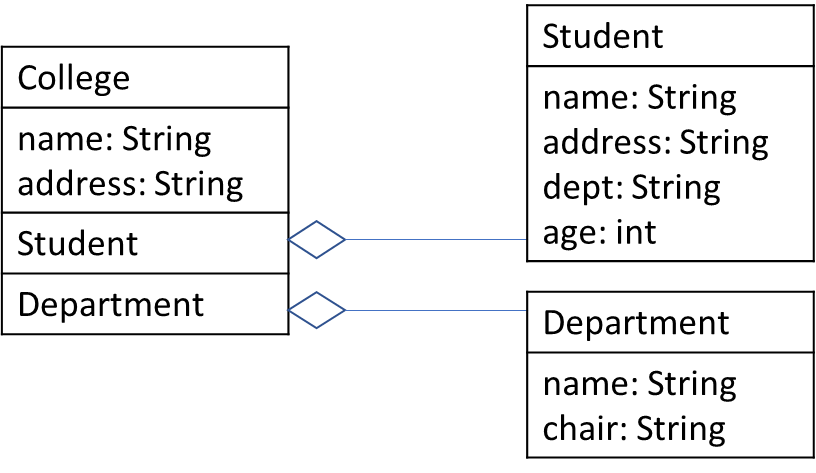 College
name: String
address: String
Student
Department
Student
name: String
address: String
dept: String
age: int
Department
name: String
chair: String